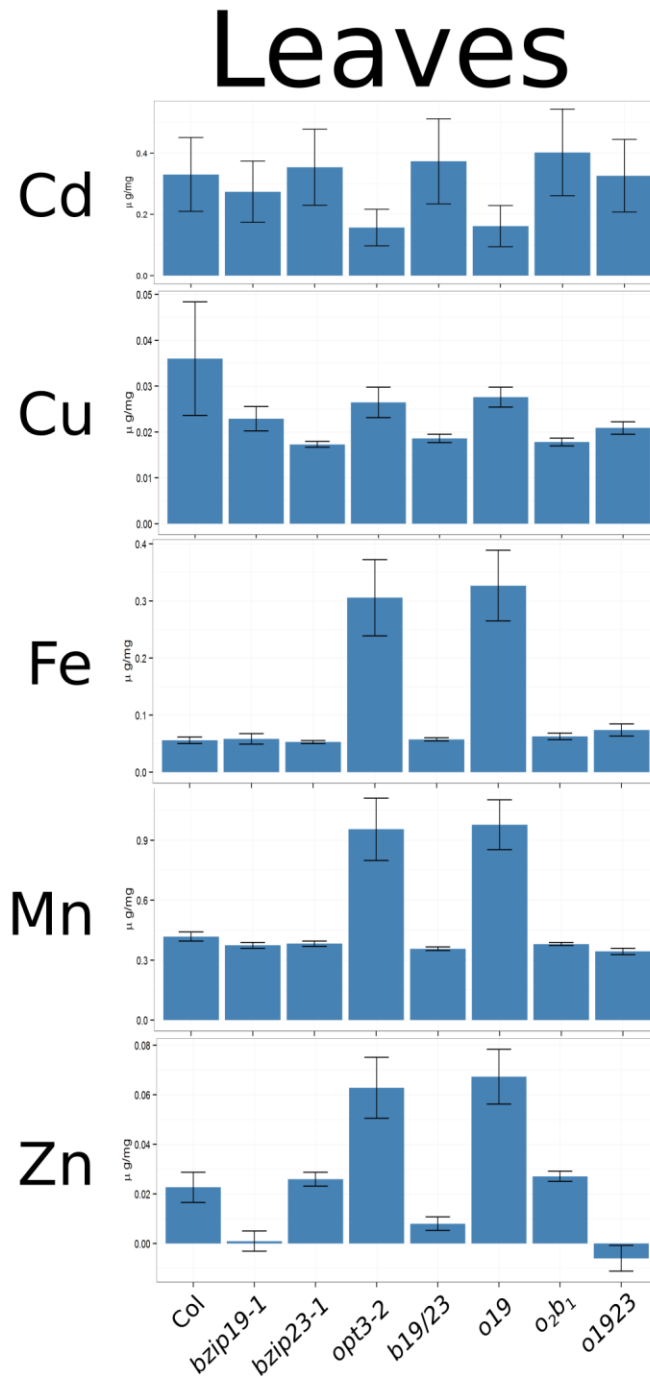 Leaves
Cd
μ g/mg
0.4
0.2
0.0
Cu
μ g/mg
0.05
0.04
0.03
0.02
0.01
0.00
Fe
μ g/mg
0.4
0.3
0.2
0.1
0.0
Mn
μ g/mg
0.9
0.6
0.3
0.0
Zn
μ g/mg
0.08
0.06
0.04
0.02
0.00
Col
bzip19-1
bzip23-1
opt3-2
b19/23
o19
o₂b₁
o1923